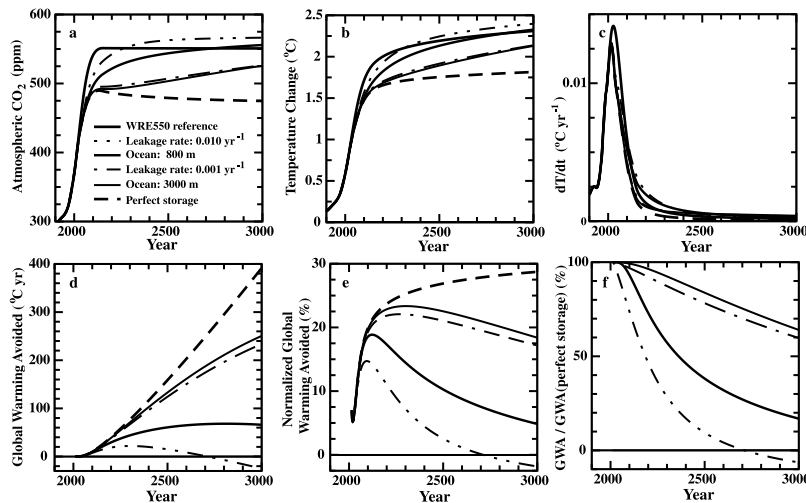 a
Atmospheric CO2 (ppm)
600
500
400
300
WRE550 reference
Leakage rate: 0.010 yr-1
Ocean: 800 m
Leakage rate: 0.001 yr-1
Ocean: 3000 m
Perfect storage
2000 2500 3000
Year
b
Temperature Change (°C)
2.5
2
1.5
1
0.5
0
2000 2500 3000
Year
c
dT/dt (°C yr-1)
0.01
0
2000 2500 3000
Year
d
Global Warming Avoided (°C yr)
400
300
200
100
0
2000 2500 3000
Year
e
Normalized Global
Warming Avoided (%)
30
20
10
0
2000 2500 3000
Year
f
GWA / GWA(perfect storage) (%)
100
50
0
2000 2500 3000
Year